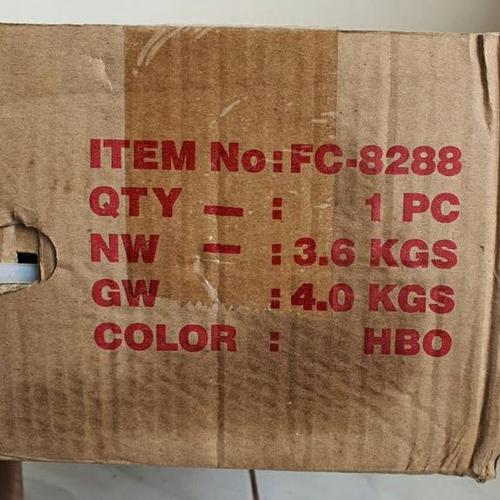 ITEM No:FC-8288
QTY — : 1 PC
NW — : 3.6 KGS
GW : 4.0 KGS
COLOR : HBO